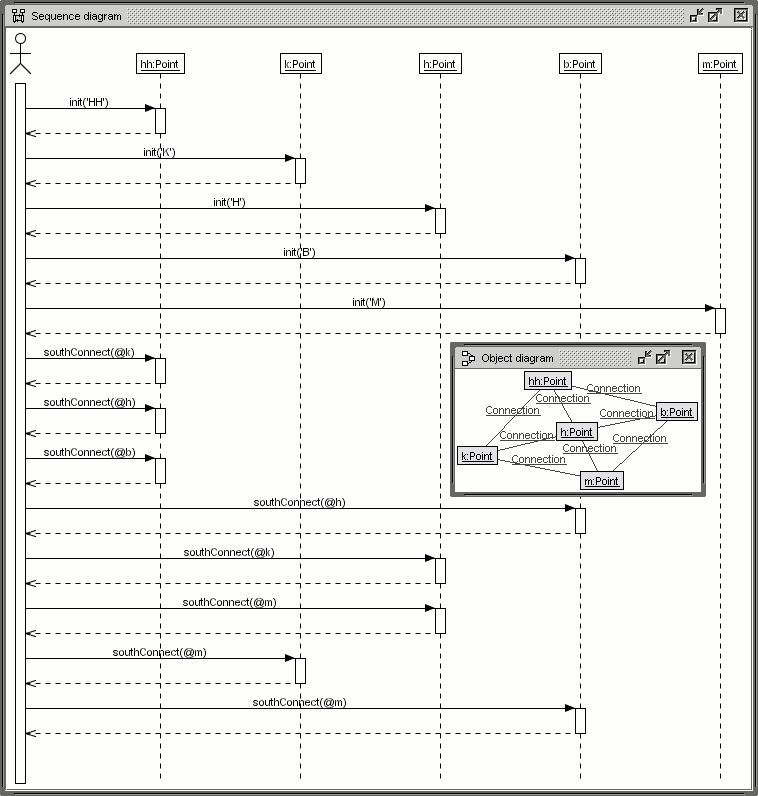 Sequence diagram
hh:Point
k:Point
h:Point
b:Point
m:Point
init('HH')
init('K')
init('H')
init('B')
init('M')
southConnect(@k)
southConnect(@h)
southConnect(@b)
southConnect(@h)
southConnect(@k)
southConnect(@m)
southConnect(@m)
southConnect(@m)
Object diagram
hh:Point
Connection
Connection
Connection
b:Point
Connection
h:Point
Connection
Connection
Connection
k:Point
Connection
m:Point